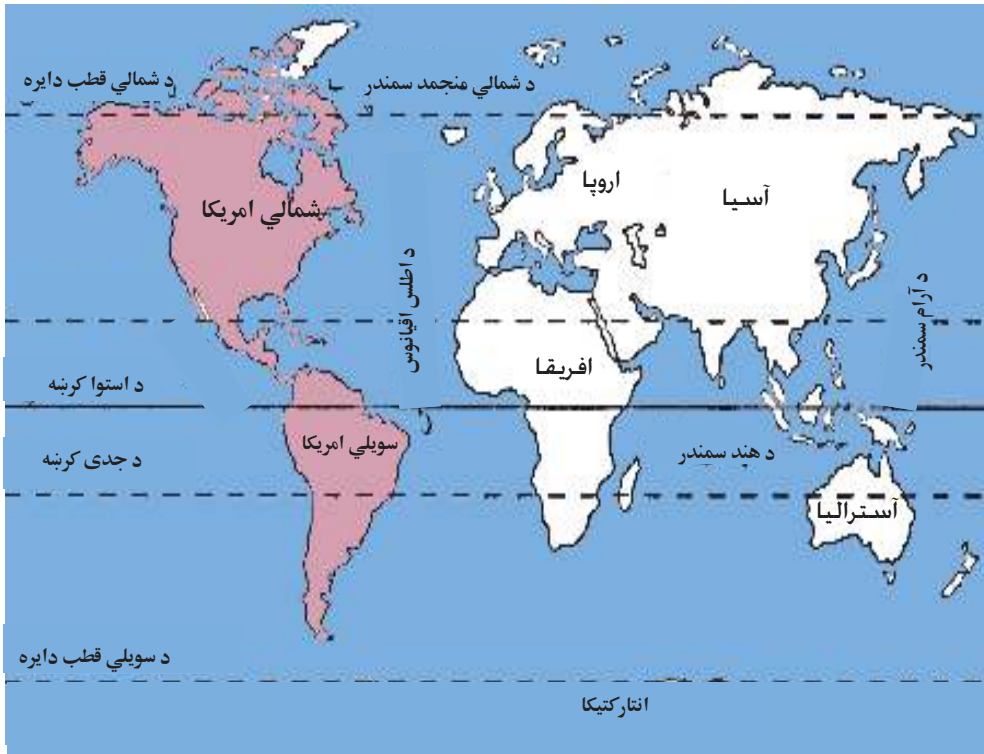 د شمالي قطب دایره
د شمالي منجمد سمندر
اروپا
آسیا
شمالي امریکا
د اطلس اقیانوس
د آرام سمندر
افریقا
د استوا کرښه
سویلي امریکا
د هند سمندر
د جدی کرښه
آسترالیا
د سویلي قطب دایره
انتارکتیکا